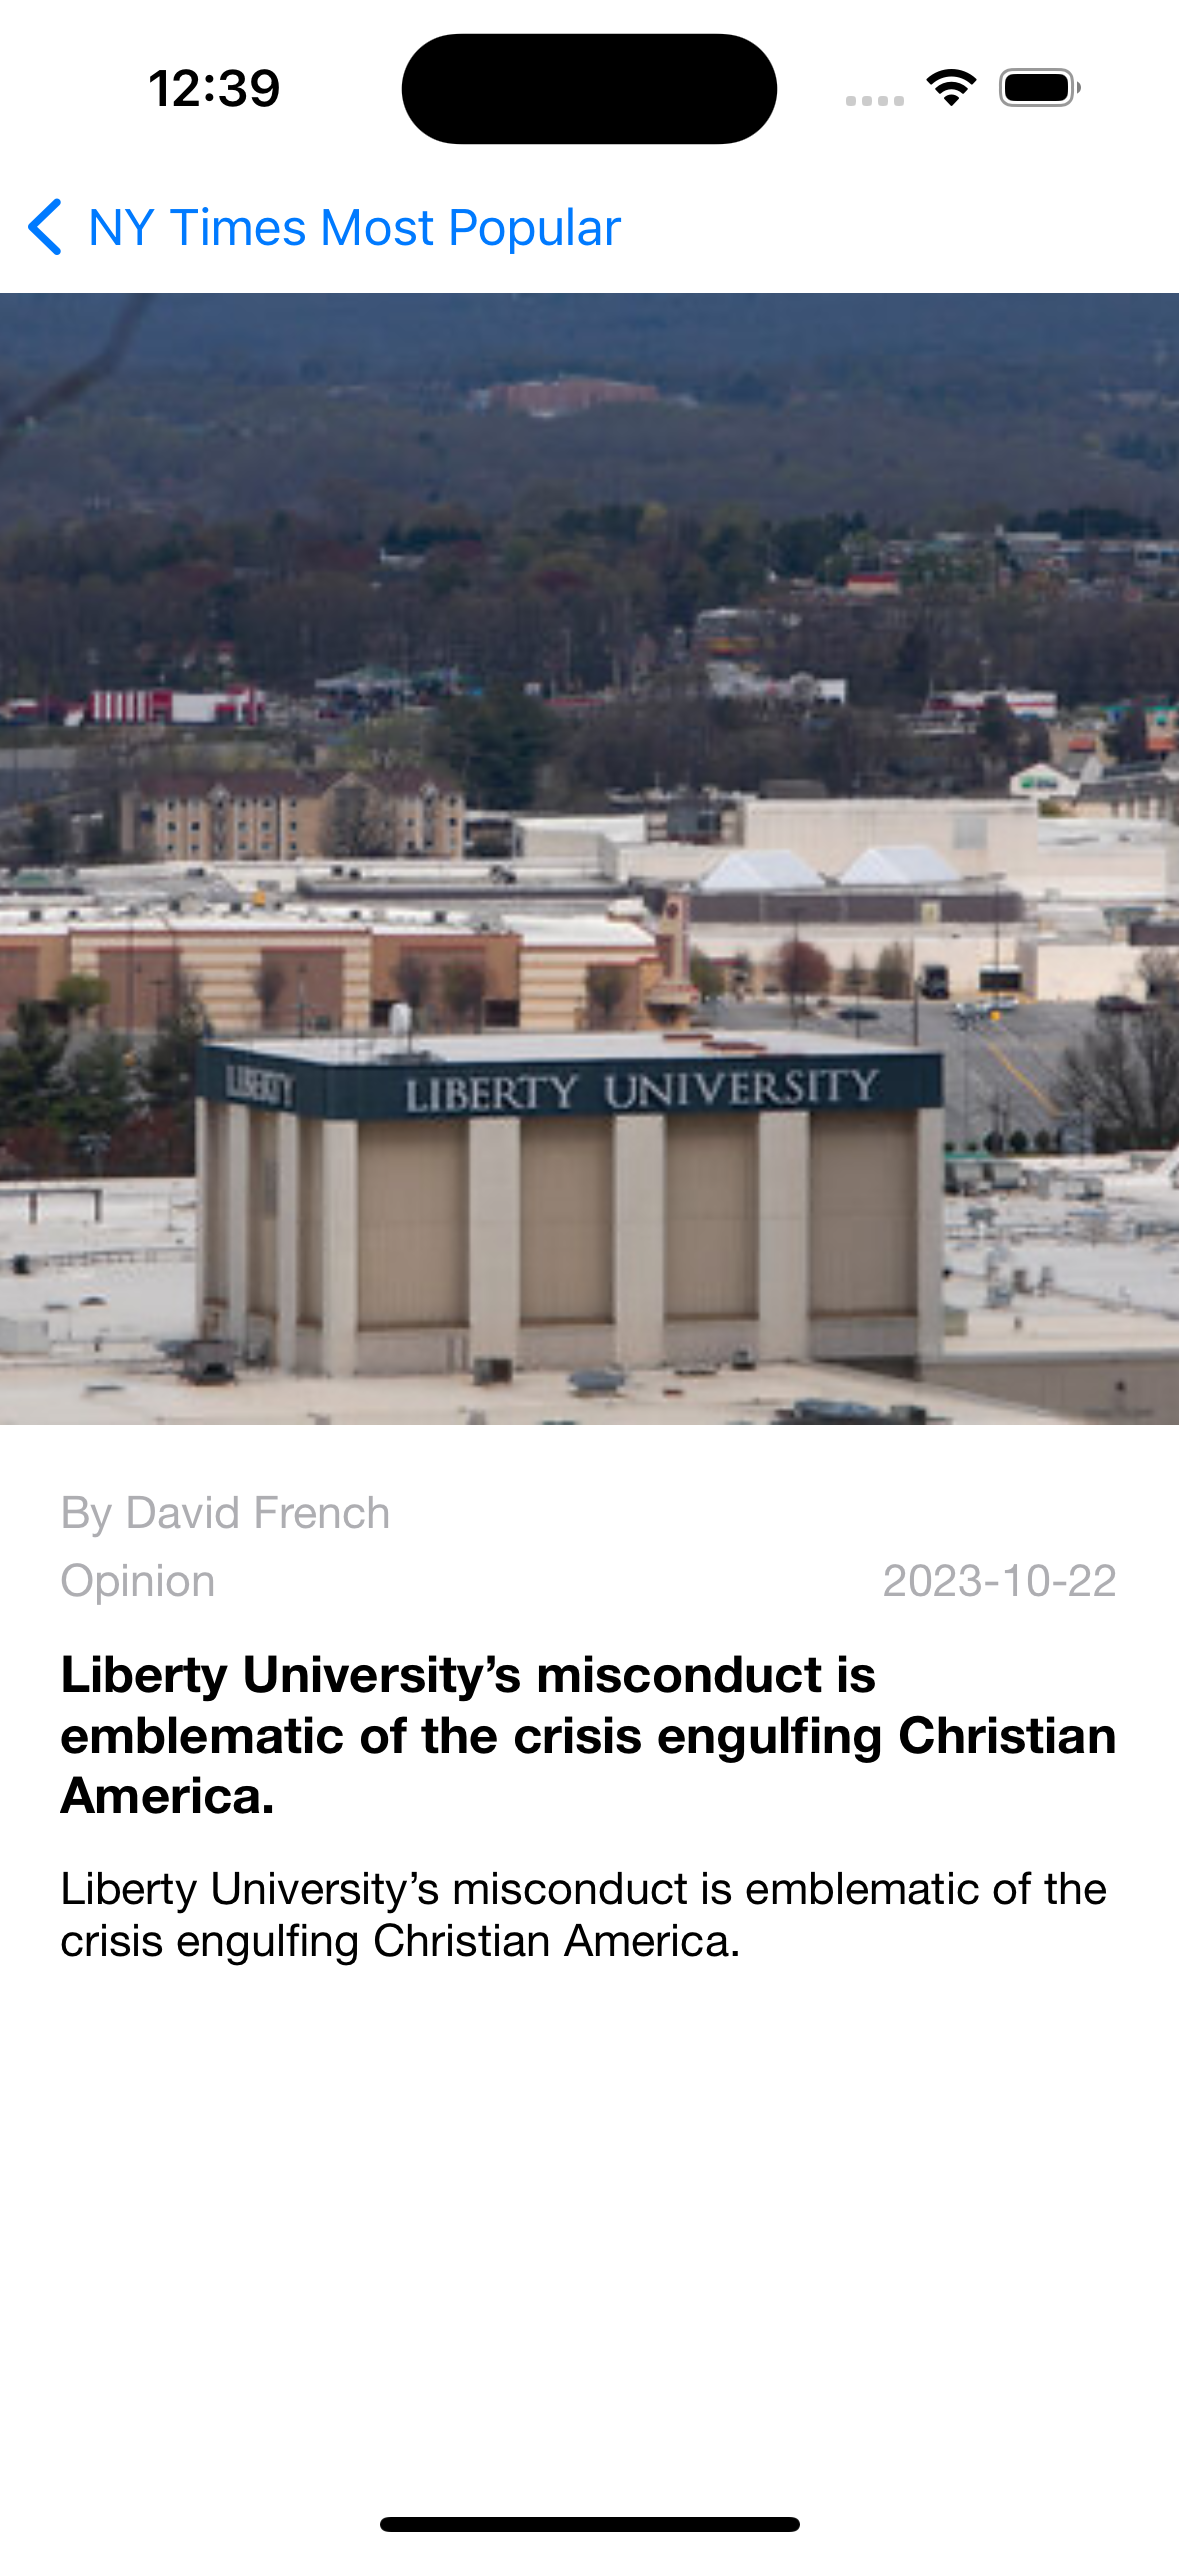 12:39
NY Times Most Popular
LIBERTY
LIBERTY UNIVERSITY
By David French
Opinion
2023-10-22
Liberty University’s misconduct is
emblematic of the crisis engulfing Christian
America.
Liberty University’s misconduct is emblematic of the
crisis engulfing Christian America.